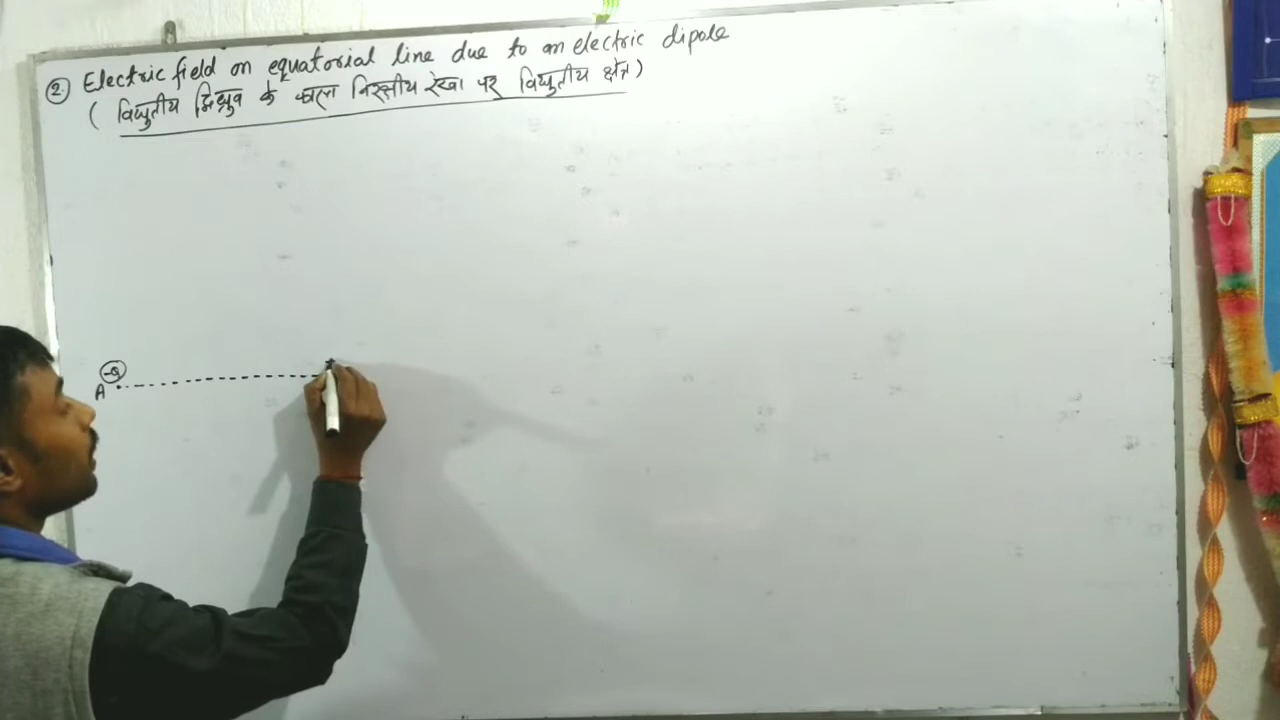 2. Electric field on equatorial line due to an electric dipole
( विद्युतीय द्विध्रुव के कारण निरक्षीय रेखा पर विद्युतीय क्षेत्र )
-Q
A